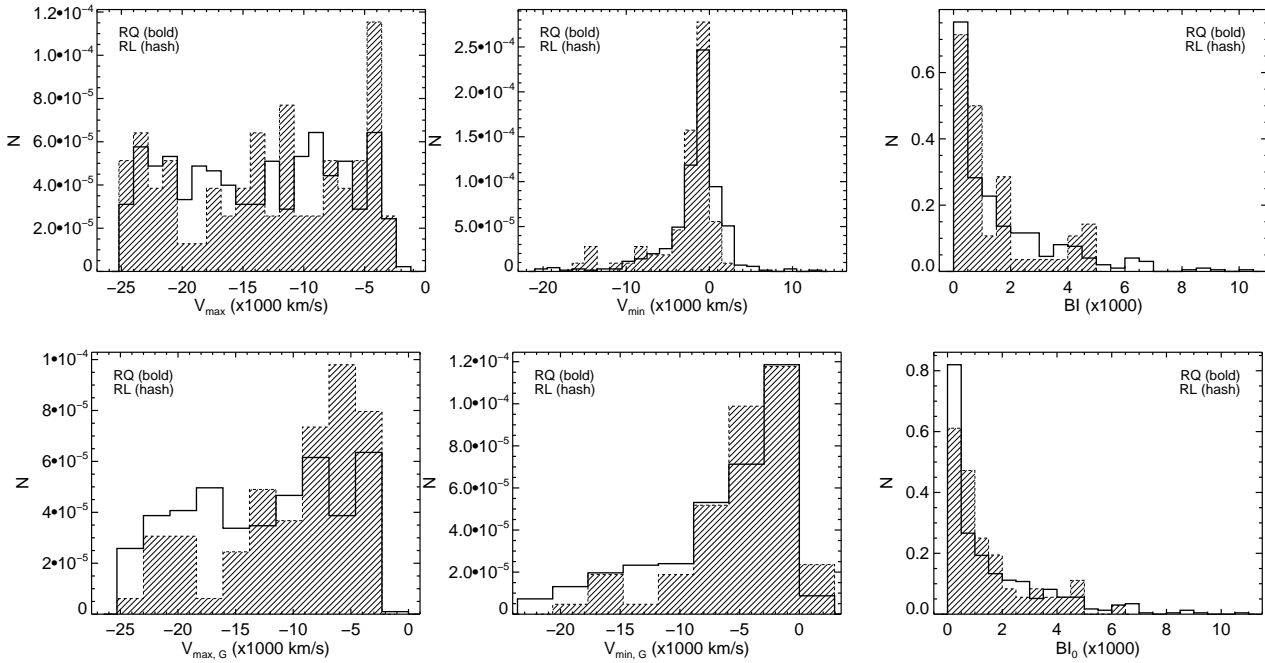 1.2•10⁻⁴
1.0•10⁻⁴
8.0•10⁻⁵
6.0•10⁻⁵
4.0•10⁻⁵
2.0•10⁻⁵
0
N
RQ (bold)
RL (hash)
−25 −20 −15 −10 −5 0
V_max (x1000 km/s)
2.5•10⁻⁴
2.0•10⁻⁴
1.5•10⁻⁴
1.0•10⁻⁴
5.0•10⁻⁵
0
N
RQ (bold)
RL (hash)
−20 −10 0 10
V_min (x1000 km/s)
0.8
0.6
0.4
0.2
0.0
N
RQ (bold)
RL (hash)
0 2 4 6 8 10
BI (x1000)
1•10⁻⁴
8•10⁻⁵
6•10⁻⁵
4•10⁻⁵
2•10⁻⁵
0
N
RQ (bold)
RL (hash)
−25 −20 −15 −10 −5 0
V_max, G (x1000 km/s)
1.2•10⁻⁴
1.0•10⁻⁴
8.0•10⁻⁵
6.0•10⁻⁵
4.0•10⁻⁵
2.0•10⁻⁵
0
N
RQ (bold)
RL (hash)
−20 −15 −10 −5 0
V_min, G (x1000 km/s)
0.8
0.6
0.4
0.2
0.0
N
RQ (bold)
RL (hash)
0 2 4 6 8 10
BI₀ (x1000)